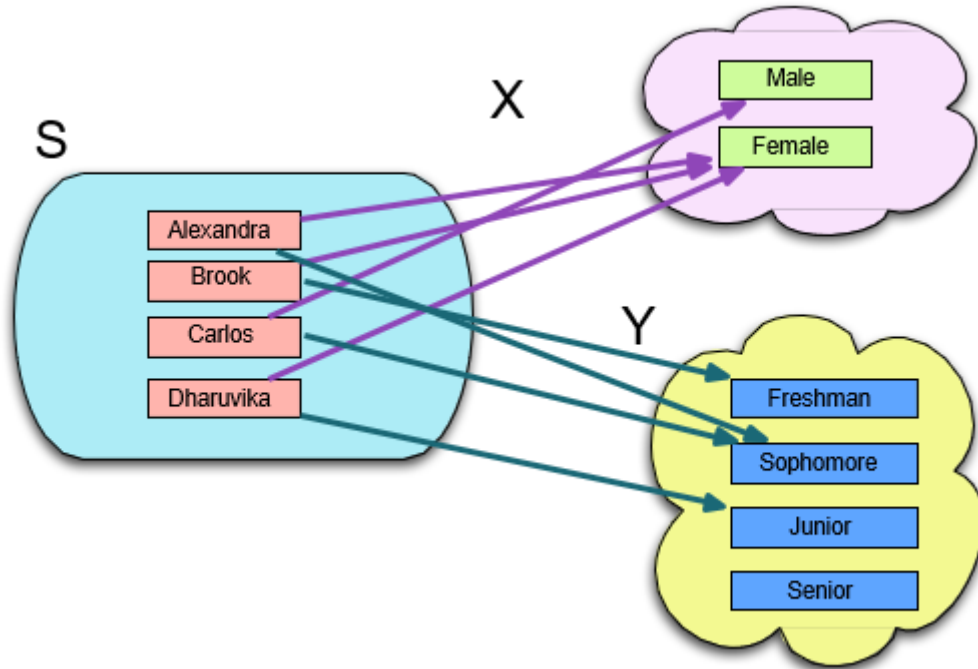 S
Alexandra
Brook
Carlos
Dharuvika
X
Male
Female
Y
Freshman
Sophomore
Junior
Senior